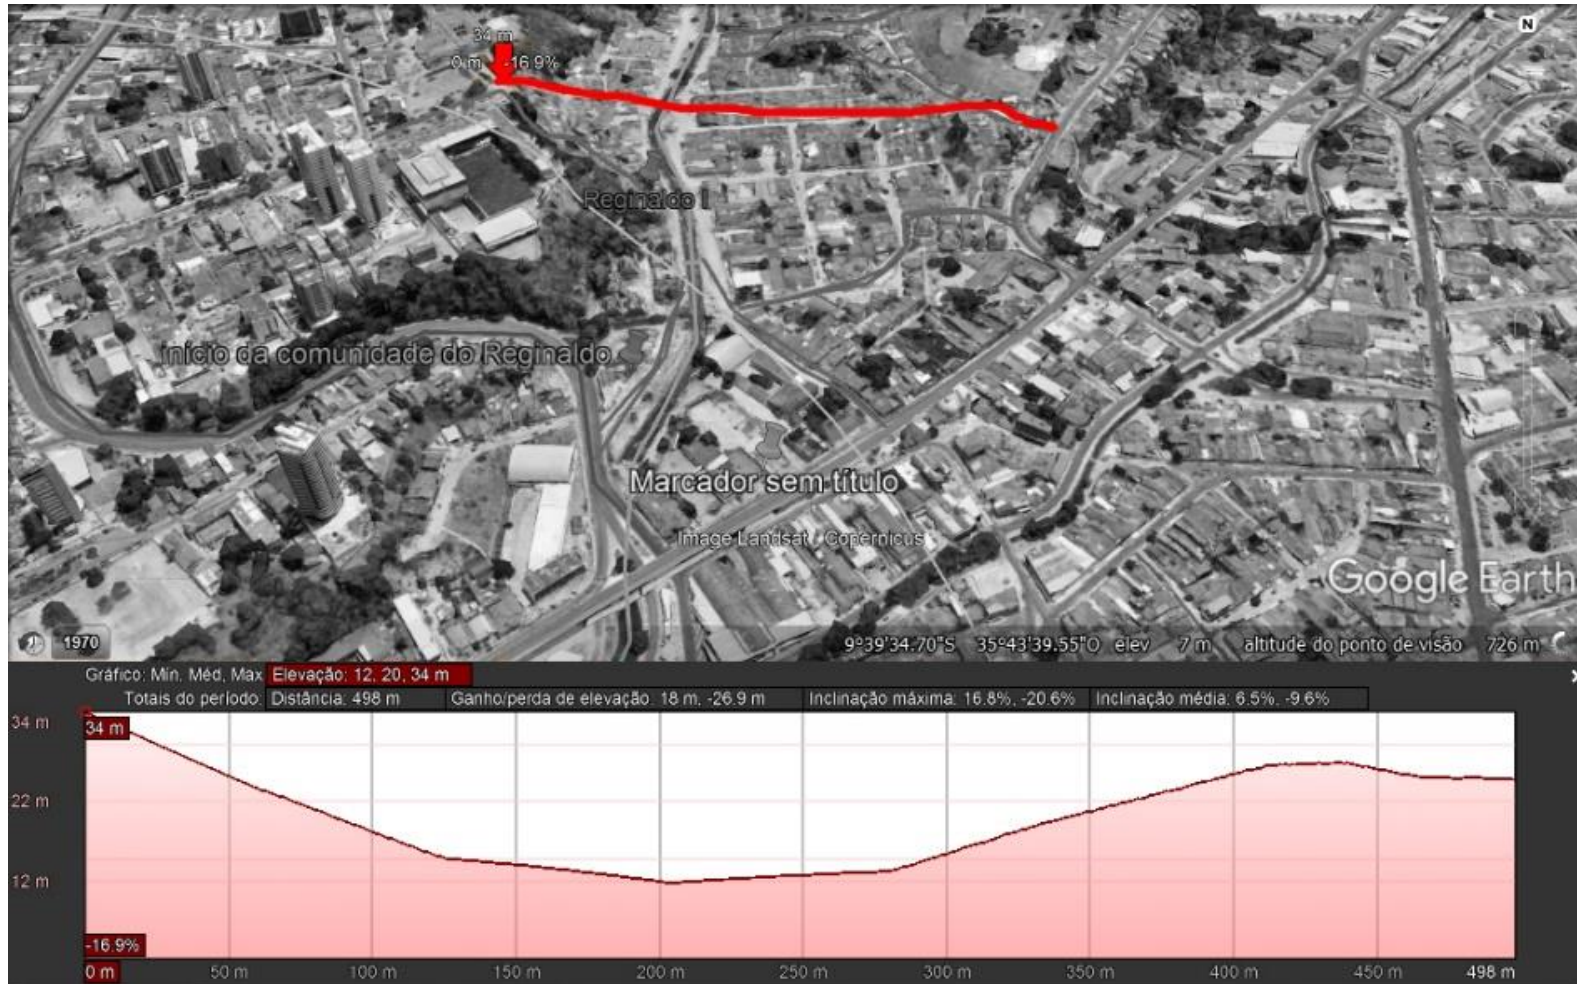 N
34 m
0 m -16.9%
Reginaldo I
início da comunidade do Reginaldo
Marcador sem título
Image Landsat / Copernicus
Google Earth
1970
9°39'34.70"S 35°43'39.55"O elev 7 m altitude do ponto de visão 726 m
Gráfico: Mín, Méd, Max Elevação: 12, 20, 34 m
Totais do período: Distância: 498 m Ganho/perda de elevação: 18 m, -26.9 m Inclinação máxima: 16.8%, -20.6% Inclinação média: 6.5%, -9.6%
34 m
34 m
22 m
12 m
-16.9%
0 m 50 m 100 m 150 m 200 m 250 m 300 m 350 m 400 m 450 m 498 m